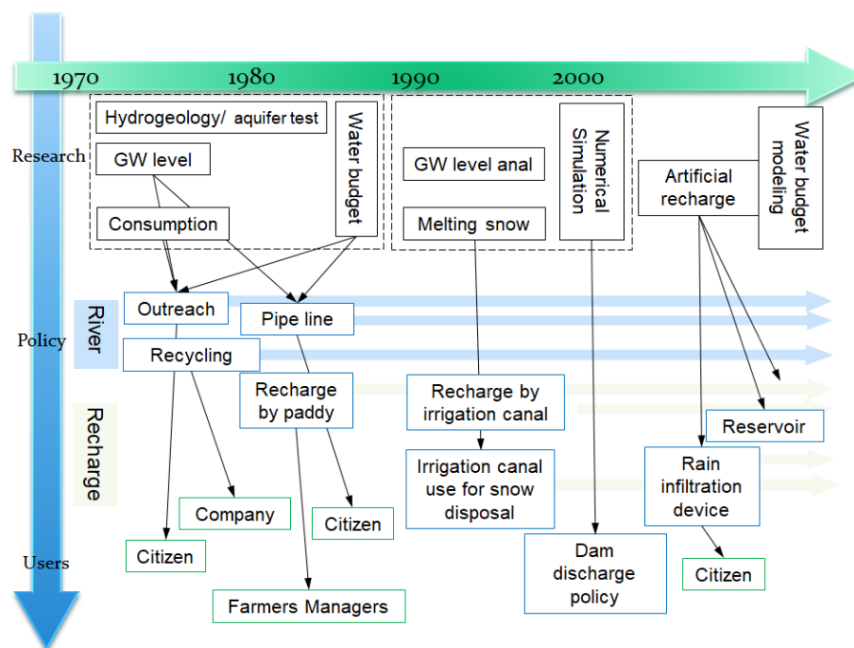 1970
1980
1990
2000
Research
Hydrogeology/ aquifer test
GW level
Consumption
Water budget
GW level anal
Melting snow
Numerical
Simulation
Artificial
recharge
Water budget
modeling
Policy
River
Outreach
Pipe line
Recycling
Recharge
Recharge
by paddy
Recharge by
irrigation canal
Reservoir
Irrigation canal
use for snow
disposal
Rain
infiltration
device
Company
Citizen
Users
Citizen
Dam
discharge
policy
Citizen
Farmers Managers